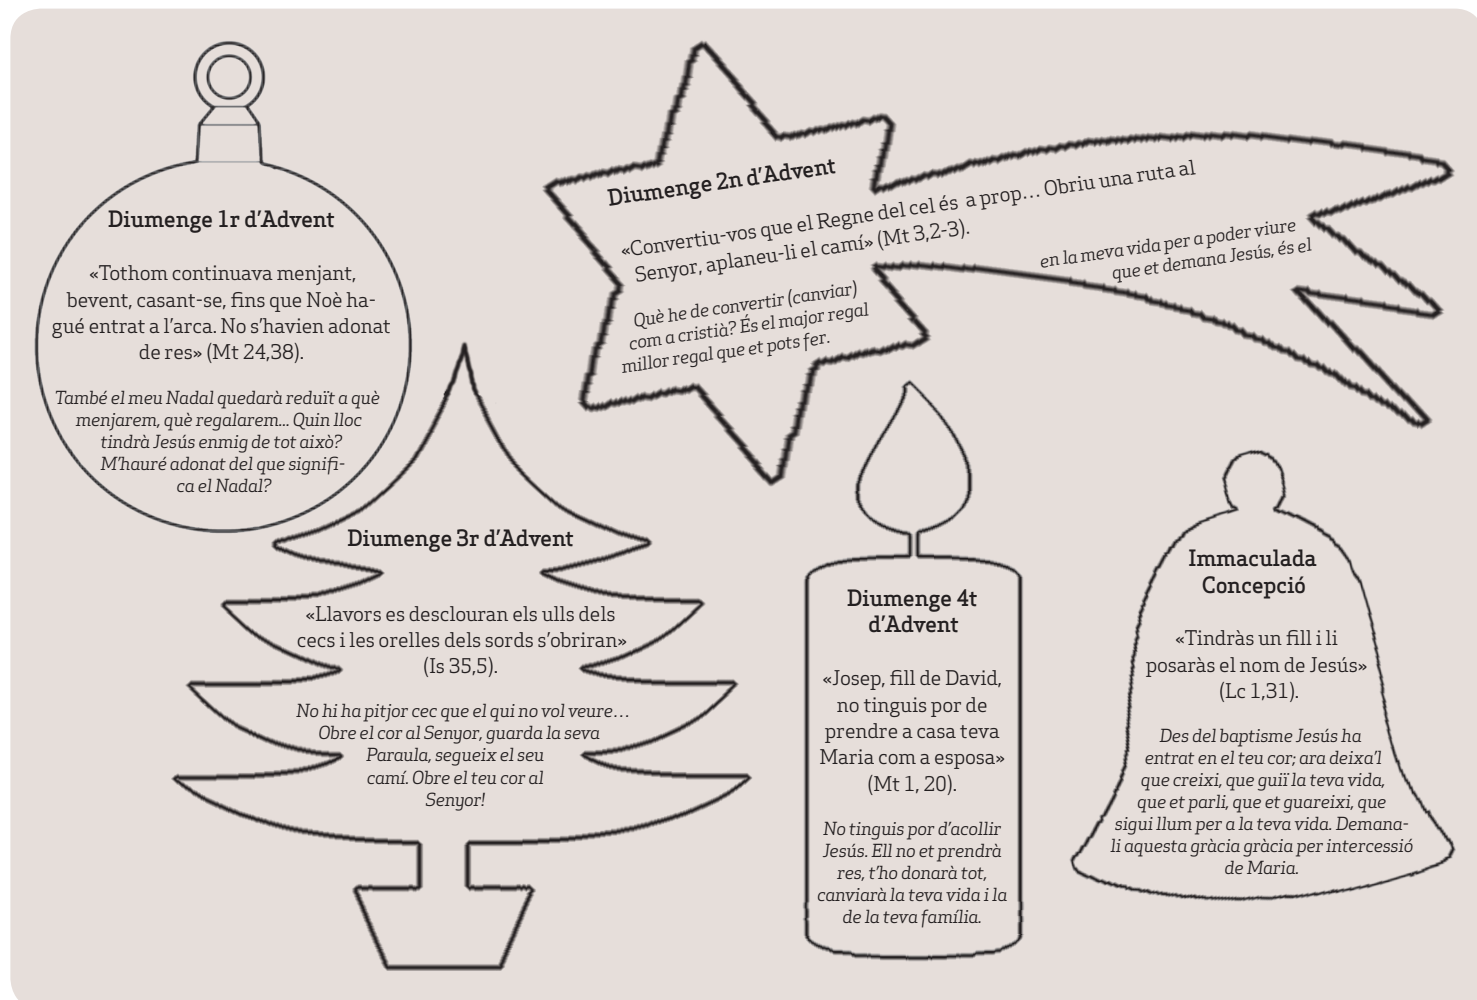 Diumenge 1r d'Advent
«Tothom continuava menjant,
bevent, casant-se, fins que Noè ha-
gué entrat a l'arca. No s'havien adonat
de res» (Mt 24,38).
També el meu Nadal quedarà reduït a què
menjarem, què regalarem... Quin lloc
tindrà Jesús enmig de tot això?
M'hauré adonat del que signifi-
ca el Nadal?
Diumenge 2n d'Advent
«Convertiu-vos que el Regne del cel és a prop… Obriu una ruta al
Senyor, aplaneu-li el camí» (Mt 3,2-3).
Què he de convertir (canviar)
en la meva vida per a poder viure
com a cristià? És el major regal
que et demana Jesús, és el
millor regal que et pots fer.
Diumenge 3r d'Advent
«Llavors es desclouran els ulls dels
cecs i les orelles dels sords s'obriran»
(Is 35,5).
No hi ha pitjor cec que el qui no vol veure…
Obre el cor al Senyor, guarda la seva
Paraula, segueix el seu
camí. Obre el teu cor al
Senyor!
Diumenge 4t
d'Advent
«Josep, fill de David,
no tinguis por de
prendre a casa teva
Maria com a esposa»
(Mt 1, 20).
No tinguis por d'acollir
Jesús. Ell no et prendrà
res, t'ho donarà tot,
canviarà la teva vida i la
de la teva família.
Immaculada
Concepció
«Tindràs un fill i li
posaràs el nom de Jesús»
(Lc 1,31).
Des del baptisme Jesús ha
entrat en el teu cor; ara deixa'l
que creixi, que guiï la teva vida,
que et parli, que et guareixi, que
sigui llum per a la teva vida. Demana-
li aquesta gràcia gràcia per intercessió
de Maria.